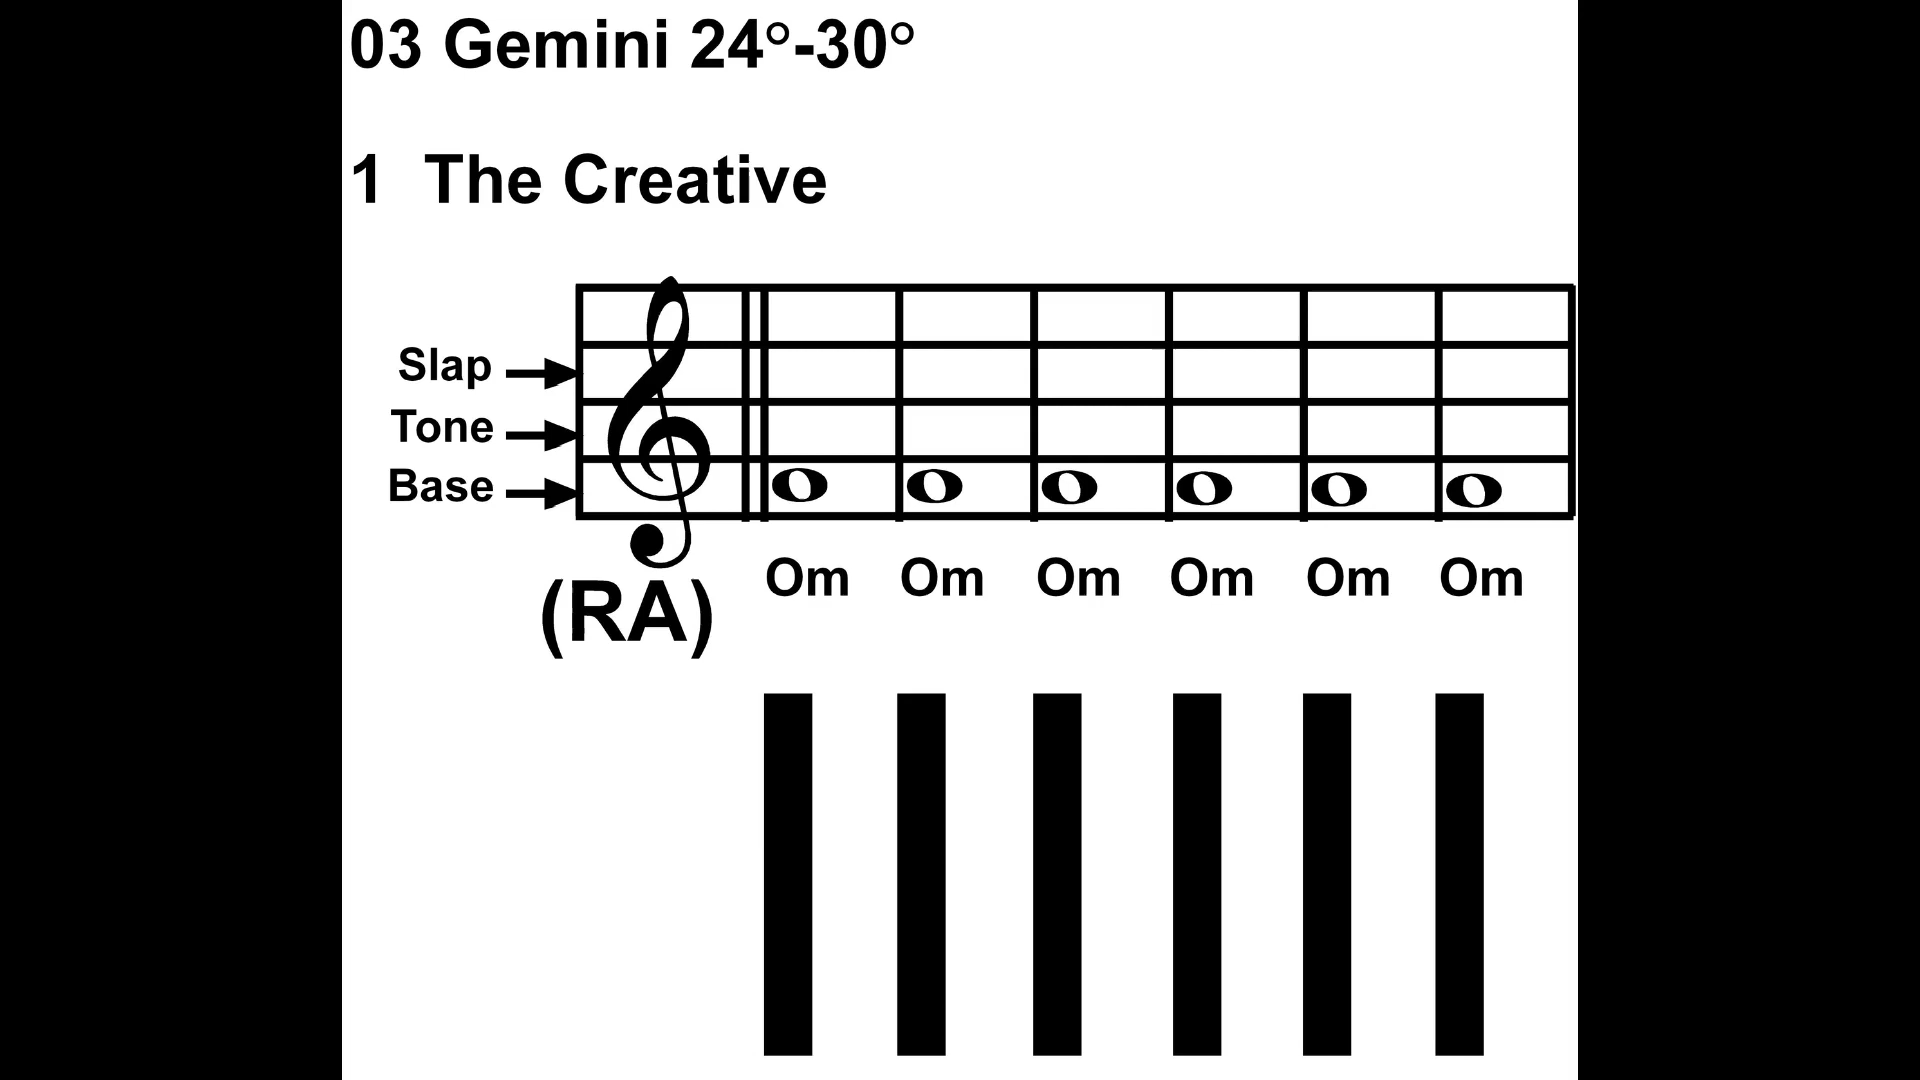 03 Gemini 24°-30°
1 The Creative
Slap
Tone
Base
Om Om Om Om Om Om
(RA)